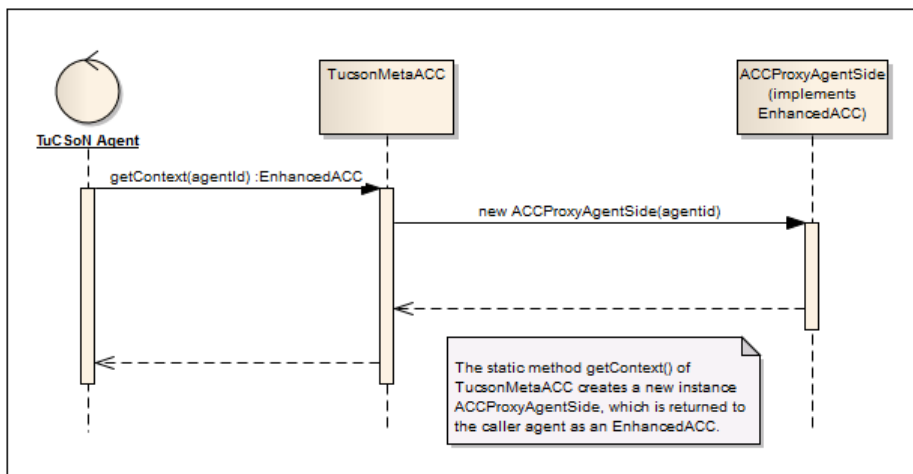 TucsonMetaACC
ACCProxyAgentSide
(implements
EnhancedACC)
TuCSoN Agent
getContext(agentId) :EnhancedACC
new ACCProxyAgentSide(agentid)
The static method getContext() of
TucsonMetaACC creates a new instance
ACCProxyAgentSide, which is returned to
the caller agent as an EnhancedACC.